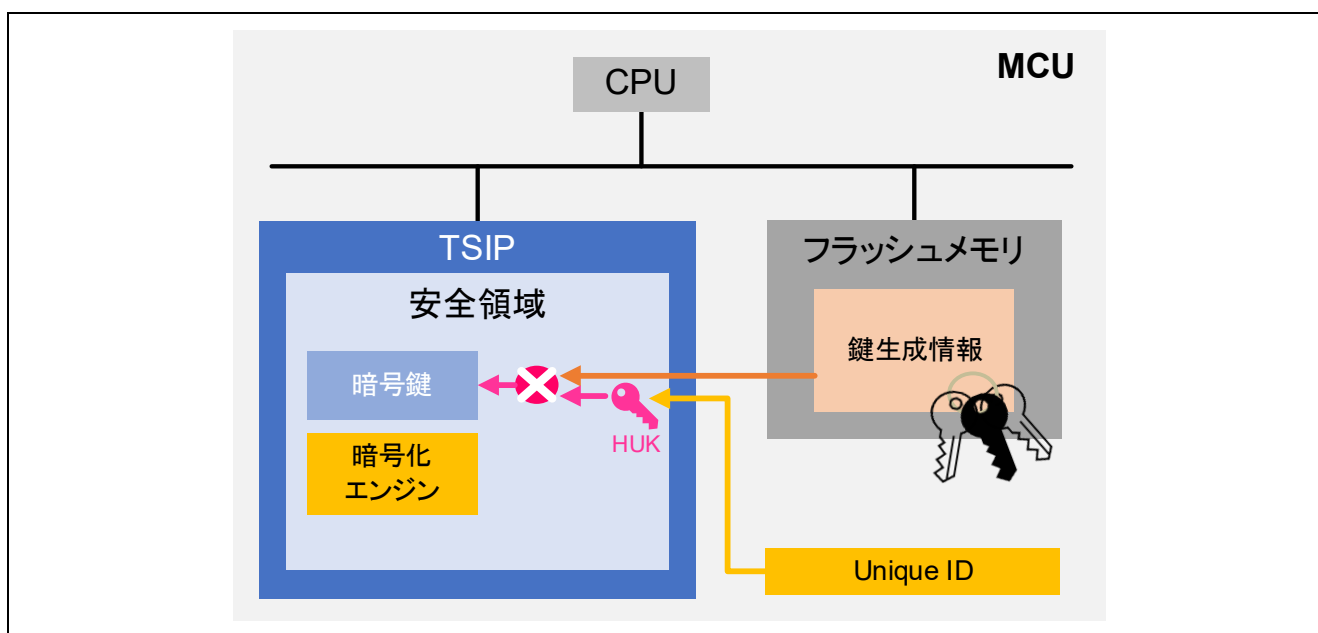 MCU
CPU
TSIP
安全領域
暗号鍵
暗号化
エンジン
HUK
フラッシュメモリ
鍵生成情報
Unique ID